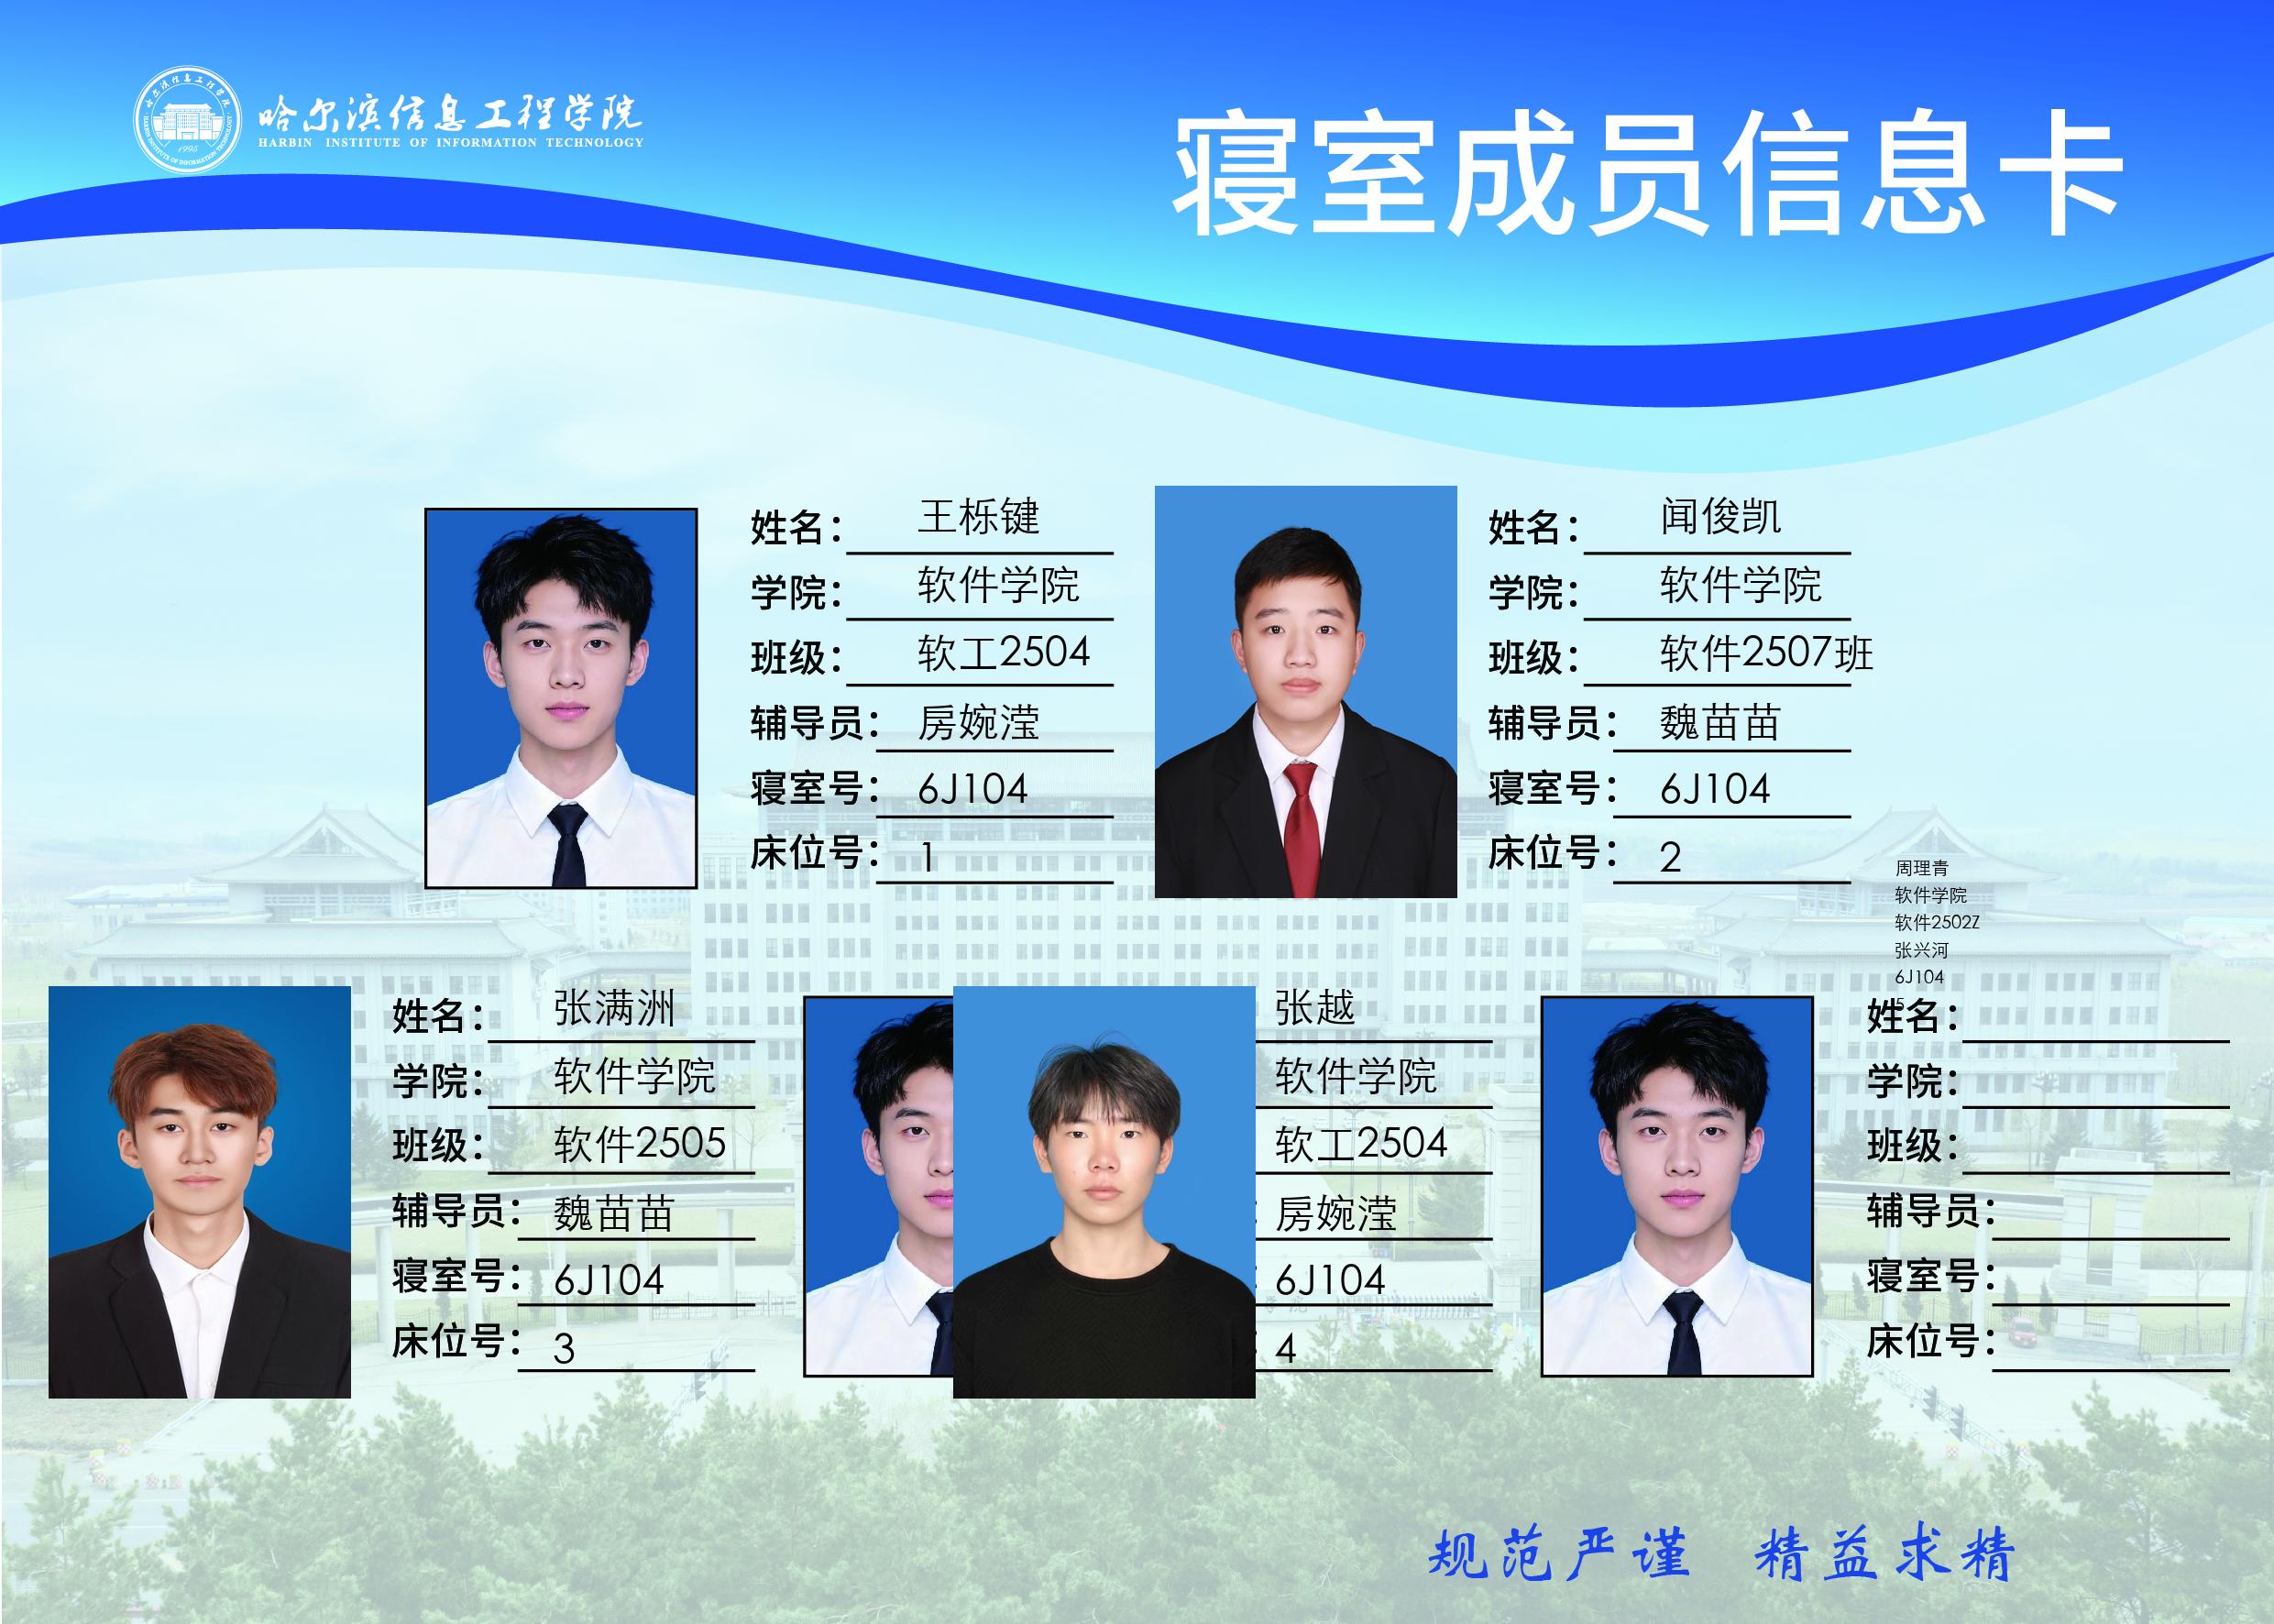 哈尔滨信息工程学院
HARBIN INSTITUTE OF INFORMATION TECHNOLOGY
1995
寝室成员信息卡
姓名： 王栎键
学院： 软件学院
班级： 软工2504
辅导员： 房婉滢
寝室号： 6J104
床位号： 1
姓名： 闻俊凯
学院： 软件学院
班级： 软件2507班
辅导员： 魏苗苗
寝室号： 6J104
床位号： 2
周理青
软件学院
软件2502Z
张兴河
6J104
5
姓名： 张满洲
学院： 软件学院
班级： 软件2505
辅导员： 魏苗苗
寝室号： 6J104
床位号： 3
张越
软件学院
软工2504
房婉滢
6J104
4
姓名：
学院：
班级：
辅导员：
寝室号：
床位号：
规范严谨 精益求精